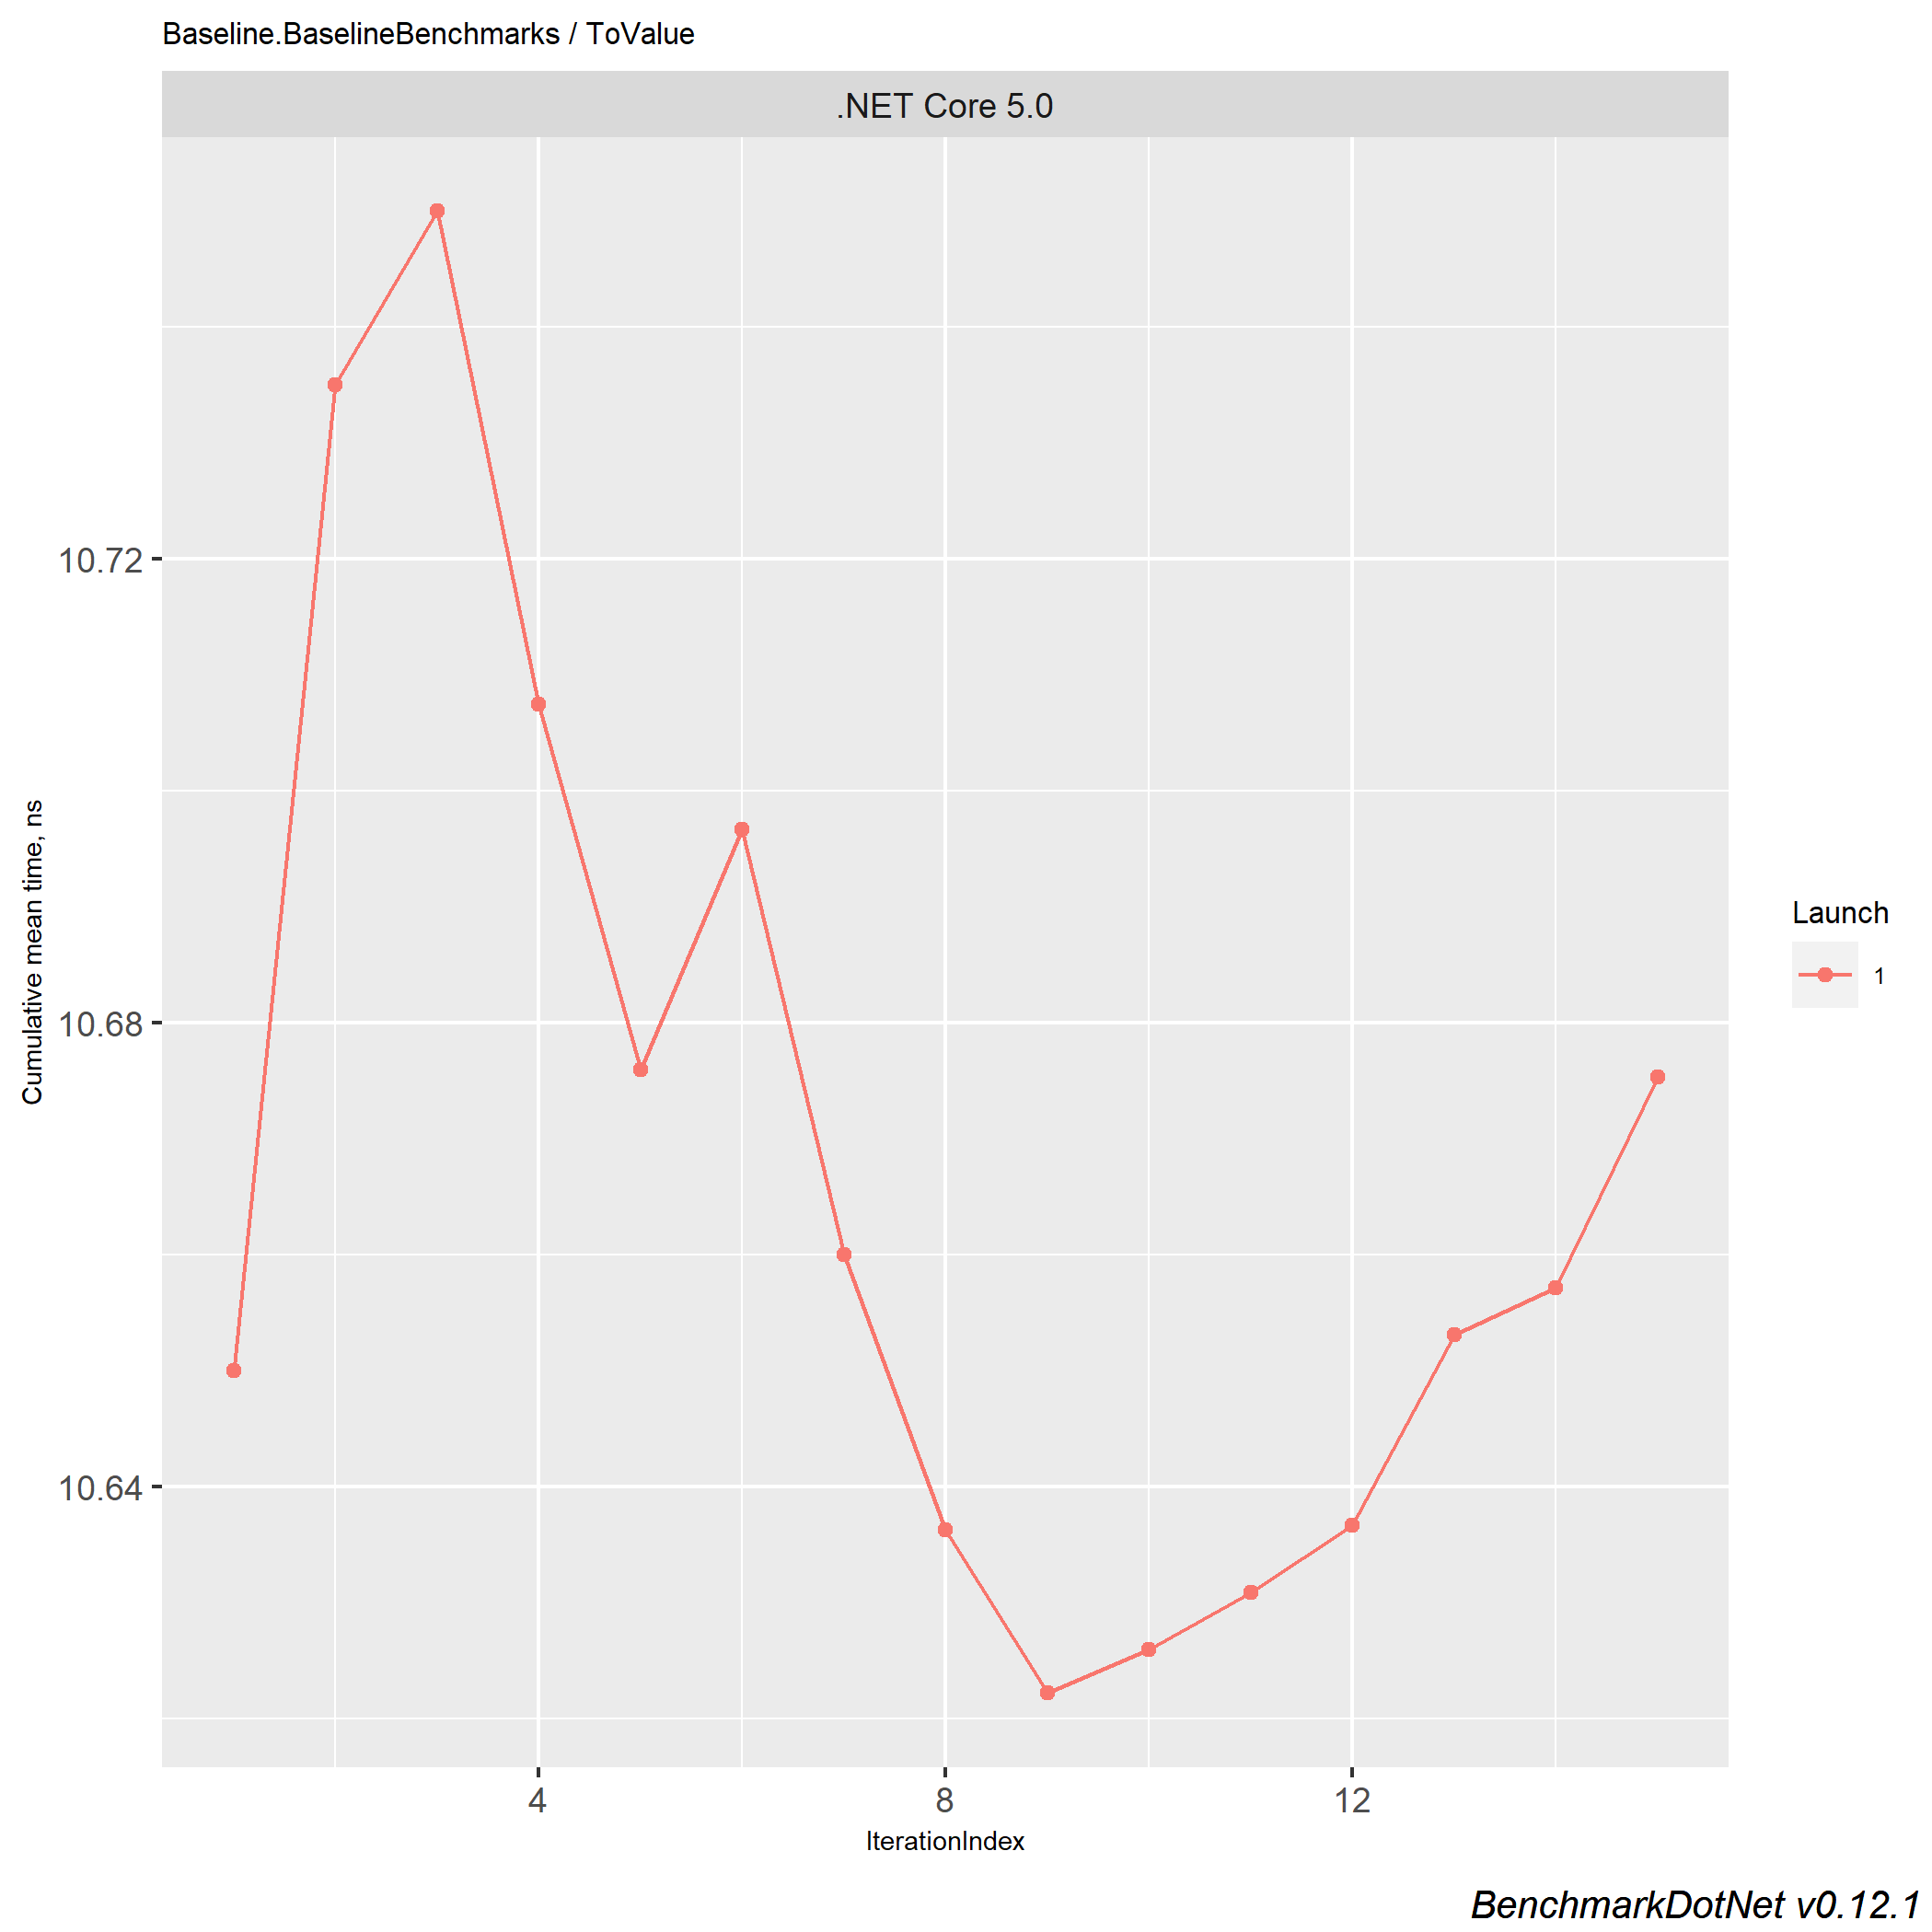 Baseline.BaselineBenchmarks / ToValue
.NET Core 5.0
Cumulative mean time, ns
10.72
10.68
10.64
4
8
12
IterationIndex
Launch
1
BenchmarkDotNet v0.12.1